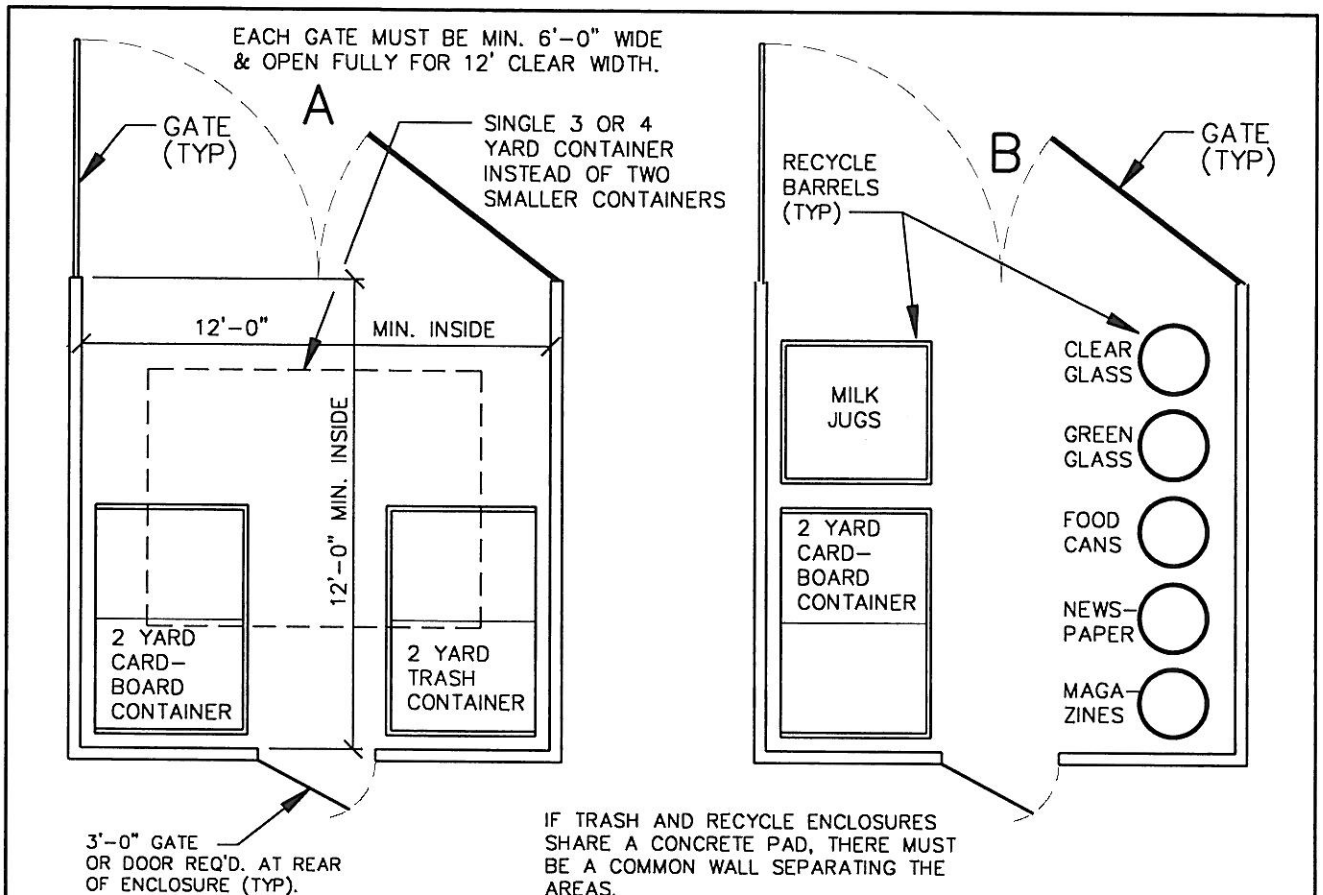 EACH GATE MUST BE MIN. 6'-0" WIDE
& OPEN FULLY FOR 12' CLEAR WIDTH.
A
GATE
(TYP)
SINGLE 3 OR 4
YARD CONTAINER
INSTEAD OF TWO
SMALLER CONTAINERS
12'-0" MIN. INSIDE
12'-0" MIN. INSIDE
2 YARD
CARD-
BOARD
CONTAINER
2 YARD
TRASH
CONTAINER
3'-0" GATE
OR DOOR REQ'D. AT REAR
OF ENCLOSURE (TYP).
B
GATE
(TYP)
RECYCLE
BARRELS
(TYP)
MILK
JUGS
2 YARD
CARD-
BOARD
CONTAINER
CLEAR
GLASS
GREEN
GLASS
FOOD
CANS
NEWS-
PAPER
MAGA-
ZINES
IF TRASH AND RECYCLE ENCLOSURES
SHARE A CONCRETE PAD, THERE MUST
BE A COMMON WALL SEPARATING THE
AREAS.